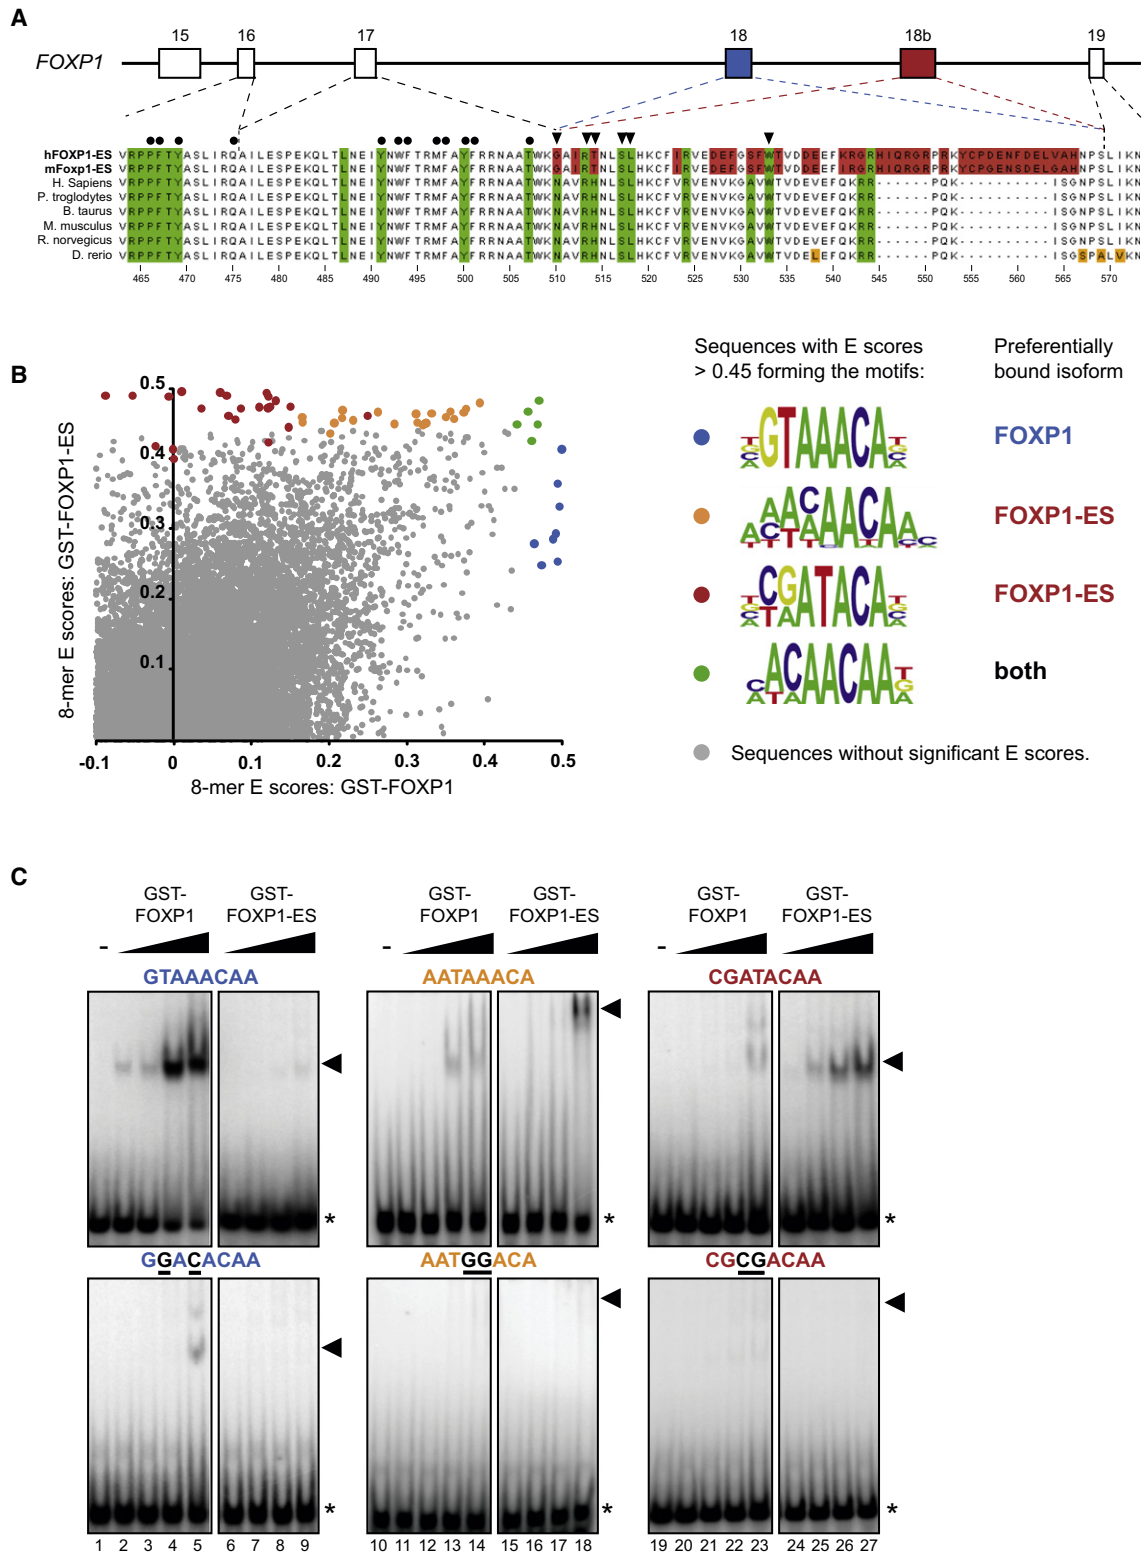 A
15 16 17 18 18b 19
FOXP1
hFOXP1-ES
mFoxp1-ES
H. Sapiens
P. troglodytes
B. taurus
M. musculus
R. norvegicus
D. rerio
465 470 475 480 485 490 495 500 505 510 515 520 525 530 535 540 545 550 555 560 565 570
B
8-mer E scores: GST-FOXP1-ES
0.5
0.4
0.3
0.2
0.1
-0.1 0 0.1 0.2 0.3 0.4 0.5
8-mer E scores: GST-FOXP1
Sequences with E scores
> 0.45 forming the motifs:
Preferentially
bound isoform
FOXP1
FOXP1-ES
FOXP1-ES
both
Sequences without significant E scores.
C
GST-
FOXP1
GST-
FOXP1-ES
GST-
FOXP1
GST-
FOXP1-ES
GST-
FOXP1
GST-
FOXP1-ES
- - -
GTAAACAA AATAAACA CGATACAA
* * *
GGACACAA AATGGACA CGCGACAA
* * *
1 2 3 4 5 6 7 8 9 10 11 12 13 14 15 16 17 18 19 20 21 22 23 24 25 26 27